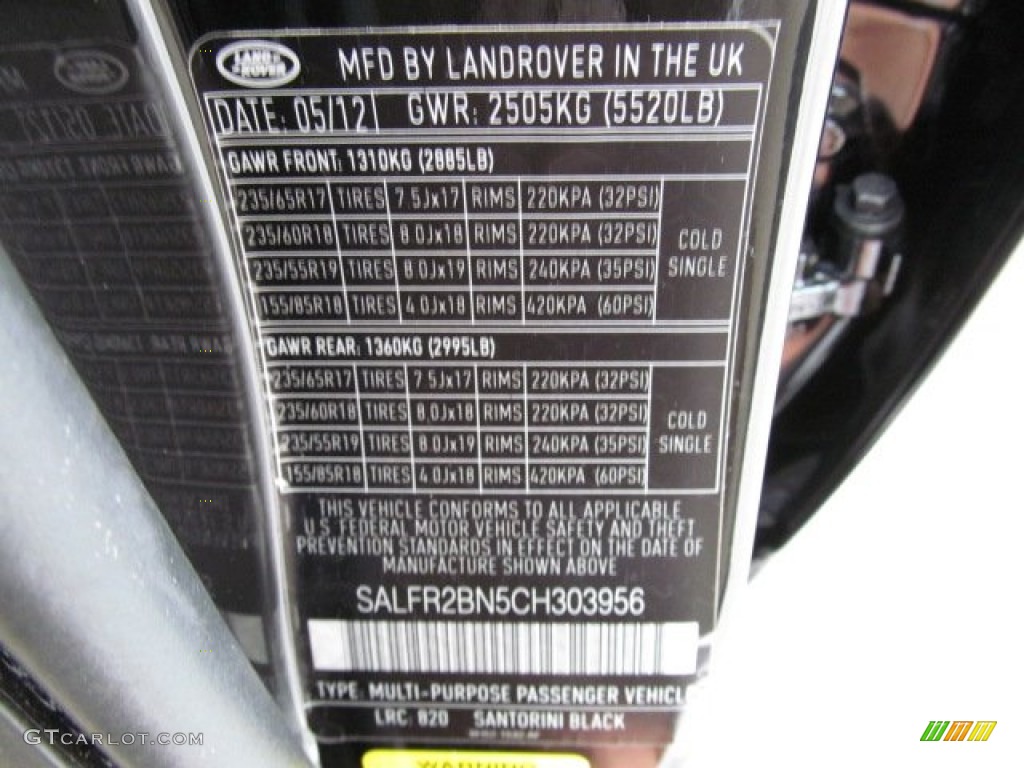 LAND ROVER MFD BY LANDROVER IN THE UK
DATE: 05/12 GWR: 2505KG (5520LB)
GAWR FRONT: 1310KG (2885LB)
235/65R17 TIRES 7.5Jx17 RIMS 220KPA (32PSI)
235/60R18 TIRES 8.0Jx18 RIMS 220KPA (32PSI)
COLD
235/55R19 TIRES 8.0Jx19 RIMS 240KPA (35PSI)
SINGLE
155/85R18 TIRES 4.0Jx18 RIMS 420KPA (60PSI)
GAWR REAR: 1360KG (2995LB)
235/65R17 TIRES 7.5Jx17 RIMS 220KPA (32PSI)
235/60R18 TIRES 8.0Jx18 RIMS 220KPA (32PSI)
COLD
235/55R19 TIRES 8.0Jx19 RIMS 240KPA (35PSI)
SINGLE
155/85R18 TIRES 4.0Jx18 RIMS 420KPA (60PSI)
THIS VEHICLE CONFORMS TO ALL APPLICABLE
U.S. FEDERAL MOTOR VEHICLE SAFETY AND THEFT
PREVENTION STANDARDS IN EFFECT ON THE DATE OF
MANUFACTURE SHOWN ABOVE
SALFR2BN5CH303956
TYPE: MULTI-PURPOSE PASSENGER VEHICLE
LRC: 820 SANTORINI BLACK
WARNING
GTCARLOT.COM